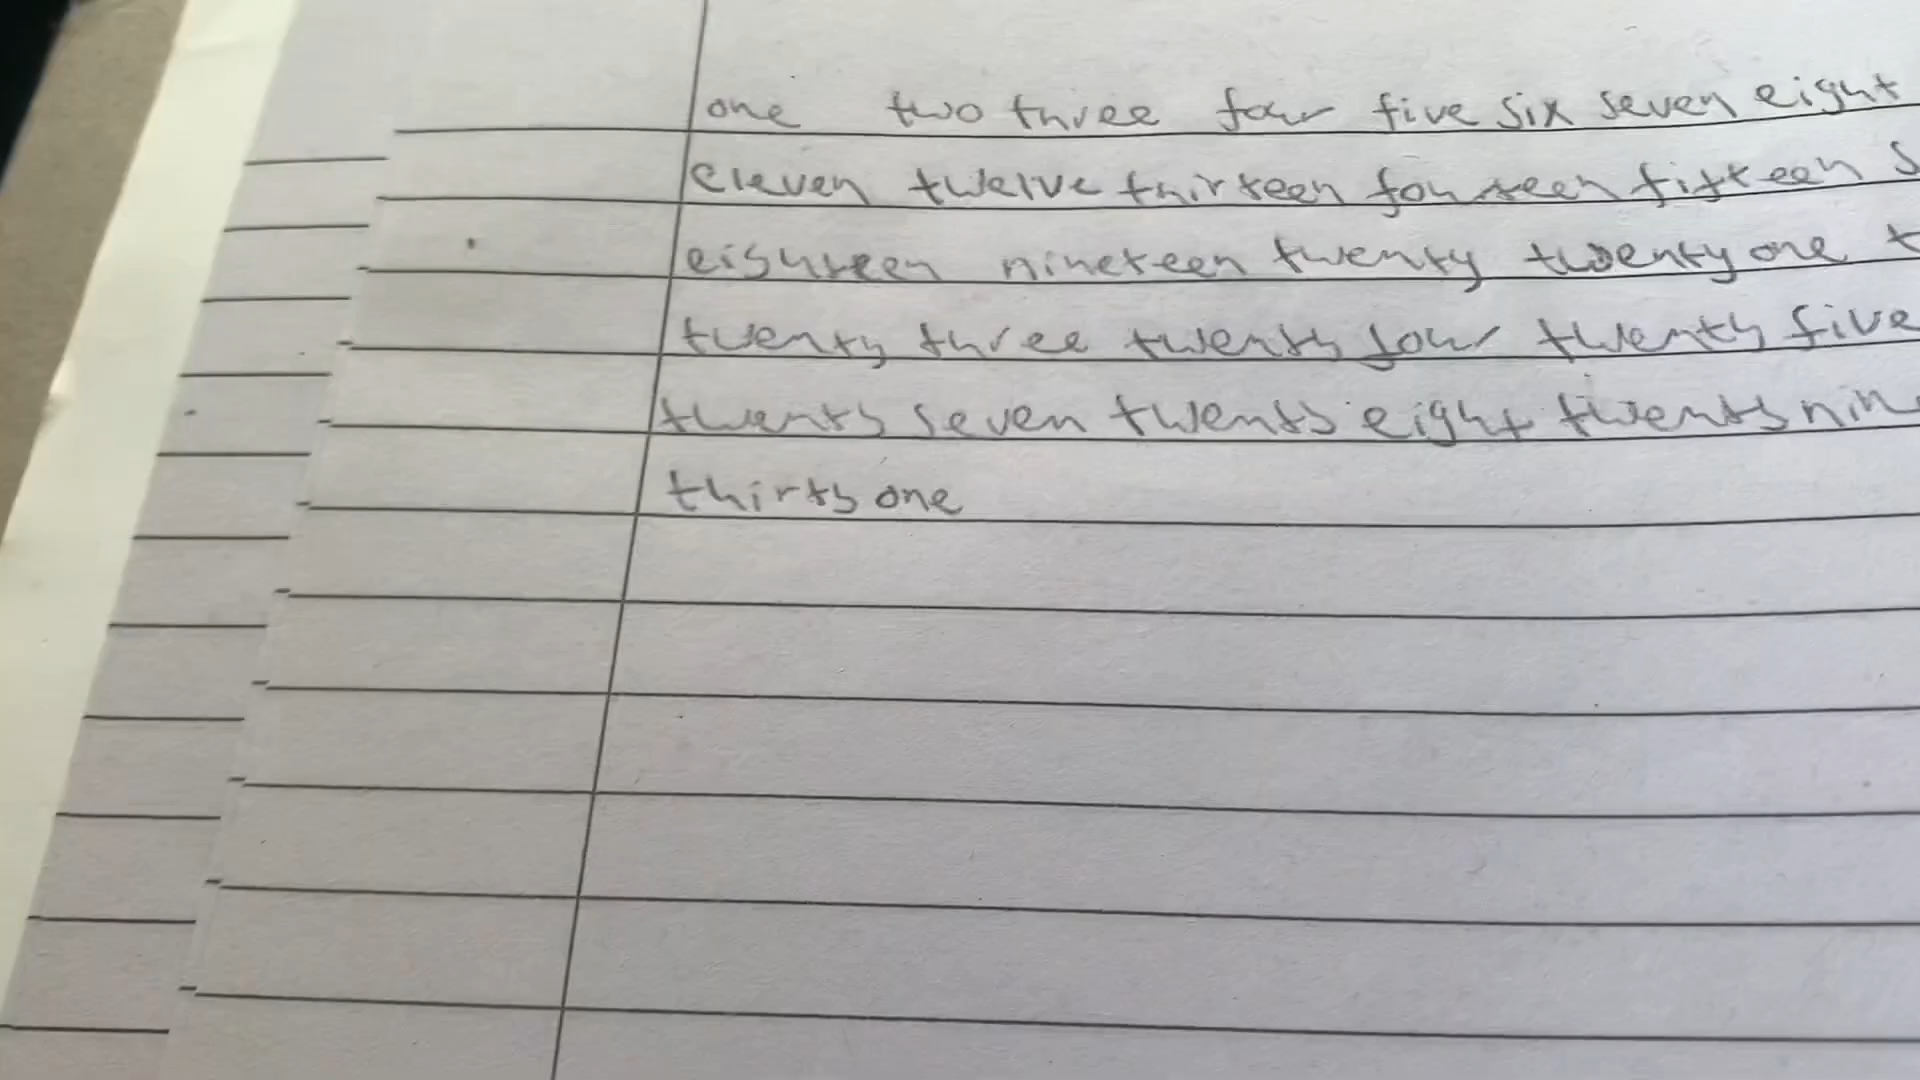 one two three four five six seven eight
eleven twelve thirteen fourteen fifteen
eighteen nineteen twenty twenty one
twenty three twenty four twenty five
twenty seven twenty eight twenty nine
thirty one